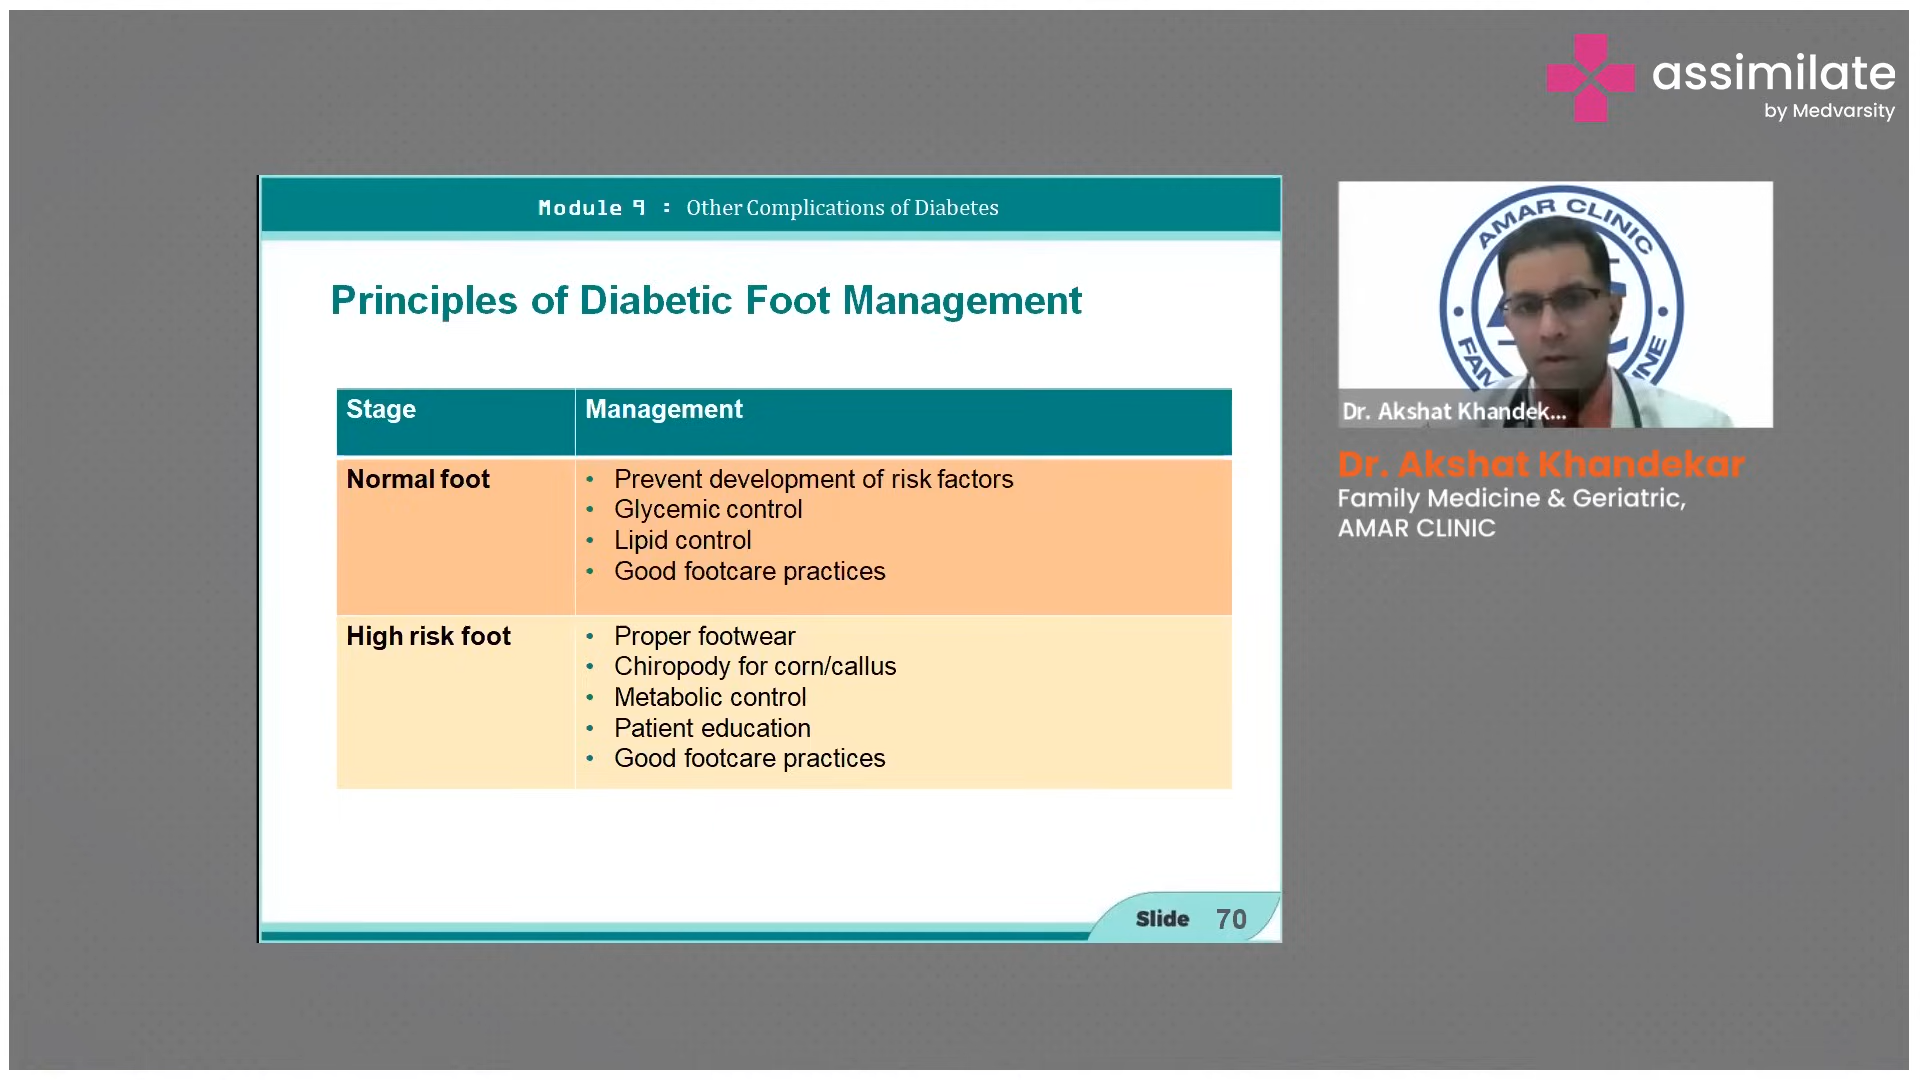 assimilate
by Medvarsity
Module 9 : Other Complications of Diabetes
Principles of Diabetic Foot Management
Stage
Management
Normal foot
• Prevent development of risk factors
• Glycemic control
• Lipid control
• Good footcare practices
High risk foot
• Proper footwear
• Chiropody for corn/callus
• Metabolic control
• Patient education
• Good footcare practices
Slide 70
AMAR CLINIC
Dr. Akshat Khandek...
Dr. Akshat Khandekar
Family Medicine & Geriatric,
AMAR CLINIC